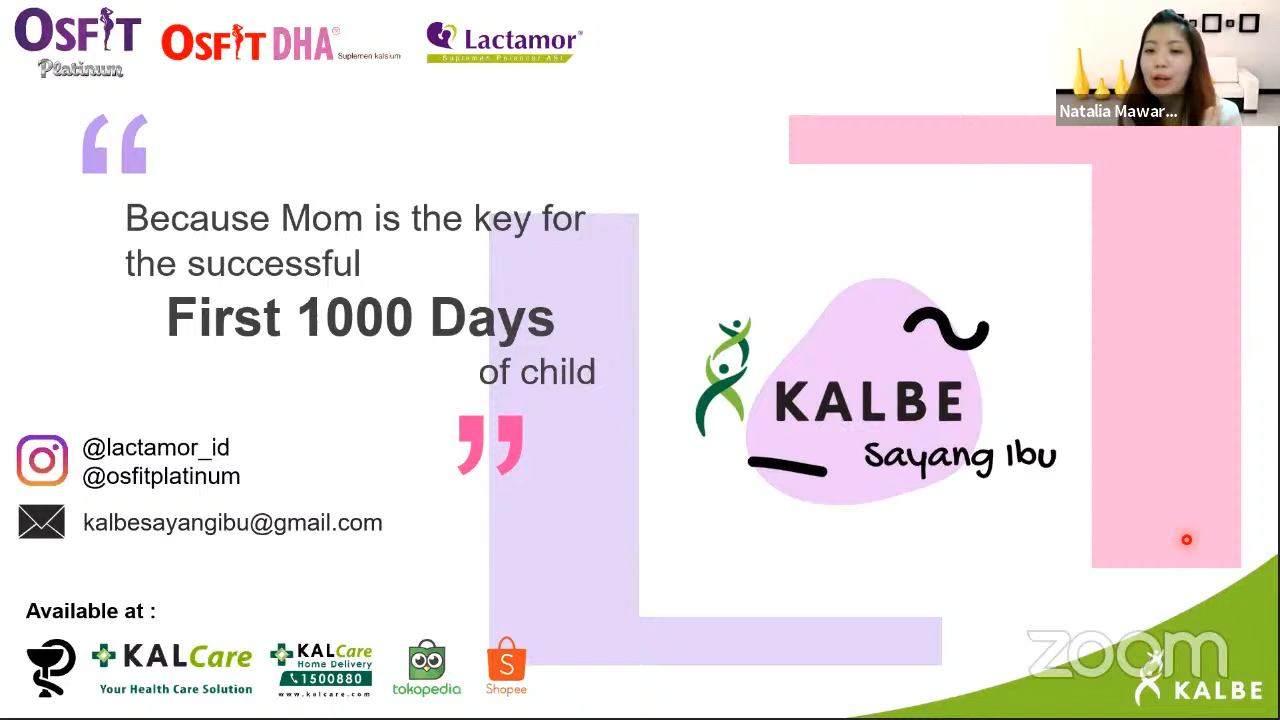 OSFIT
Platinum
OSFIT DHA®
Suplemen kalsium
Lactamor®
Suplemen Pelancar ASI
Natalia Mawar...
“
Because Mom is the key for
the successful
First 1000 Days
of child
”
KALBE
Sayang Ibu
@lactamor_id
@osfitplatinum
kalbesayangibu@gmail.com
Available at :
KALCare
Your Health Care Solution
KALCare
Home Delivery
1500880
www.kalcare.com
tokopedia
S
Shopee
zoom
KALBE